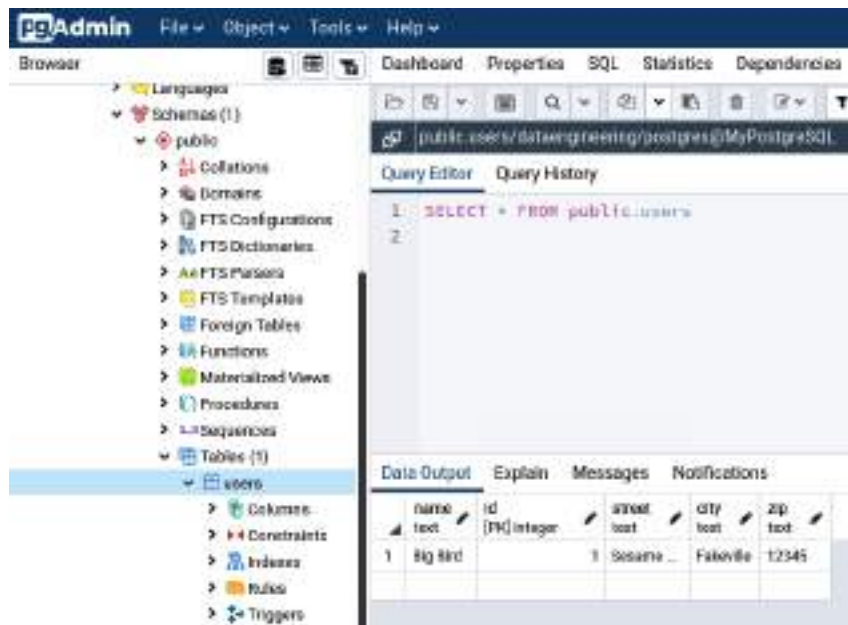 pgAdmin File Object Tools Help
Browser
Languages
Schemas (1)
public
Collations
Domains
FTS Configurations
FTS Dictionaries
Aa FTS Parsers
FTS Templates
Foreign Tables
Functions
Materialized Views
Procedures
1..3 Sequences
Tables (1)
users
Columns
Constraints
Indexes
Rules
Triggers
Dashboard Properties SQL Statistics Dependencies
public.users/dataengineering/postgres@MyPostgreSQL
Query Editor Query History
1 SELECT * FROM public.users
2
Data Output Explain Messages Notifications
name id street city zip
text [PK] integer text text text
1 Big Bird 1 Sesame ... Fakeville 12345